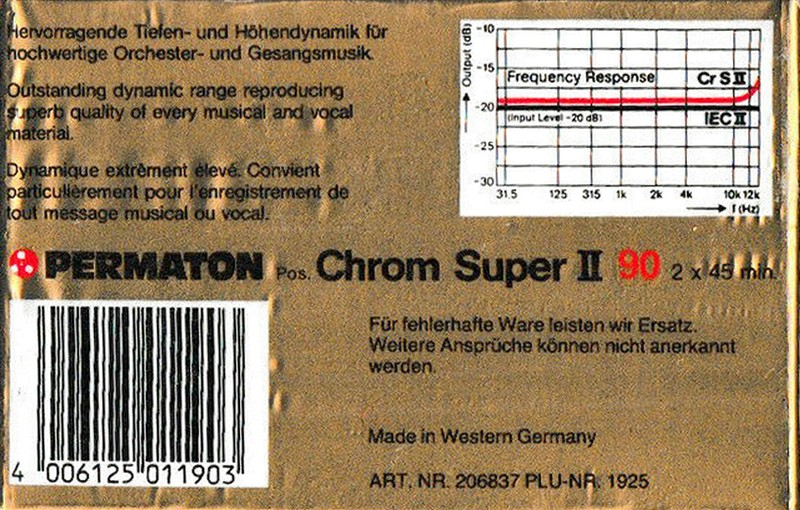 Hervorragende Tiefen- und Höhendynamik für
hochwertige Orchester- und Gesangsmusik.
Outstanding dynamic range reproducing
superb quality of every musical and vocal
material.
Dynamique extrêment élevé. Convient
particulièrement pour l'enregistrement de
tout message musical ou vocal.
Output (dB)
-10
-15
-20
-25
-30
Frequency Response
Cr S II
(Input Level -20 dB)
IEC II
31.5 125 315 1k 2k 4k 10k 12k
f (Hz)
PERMATON Pos. Chrom Super II 90 2 x 45 min.
Für fehlerhafte Ware leisten wir Ersatz.
Weitere Ansprüche können nicht anerkannt
werden.
Made in Western Germany
ART. NR. 206837 PLU-NR. 1925
4 006125 011903